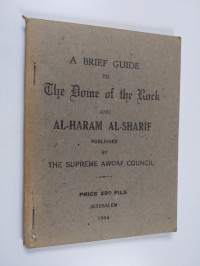 A BRIEF GUIDE
TO
The Dome of the Rock
AND
AL-HARAM AL-SHARIF
PUBLISHED
BY
THE SUPREME AWQAF COUNCIL
PRICE 250 FILS
JERUSALEM
1964